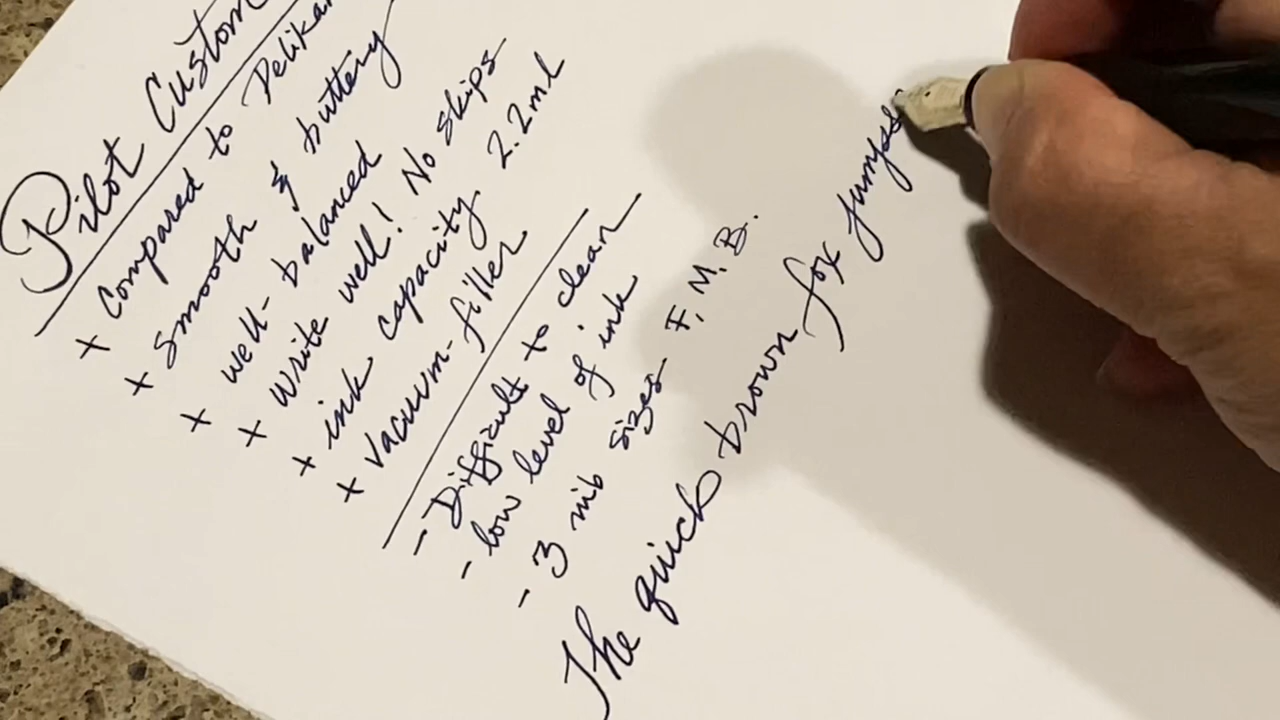 Pilot Custom
+ Compared to Delikan
+ smooth & buttery
+ well-balanced
+ Write well! No skips
+ ink capacity 2.2ml
+ vacuum-filler
- Difficult to clean
- low level of ink
- 3 nib sizes F, M, B.
The quick brown fox jumps